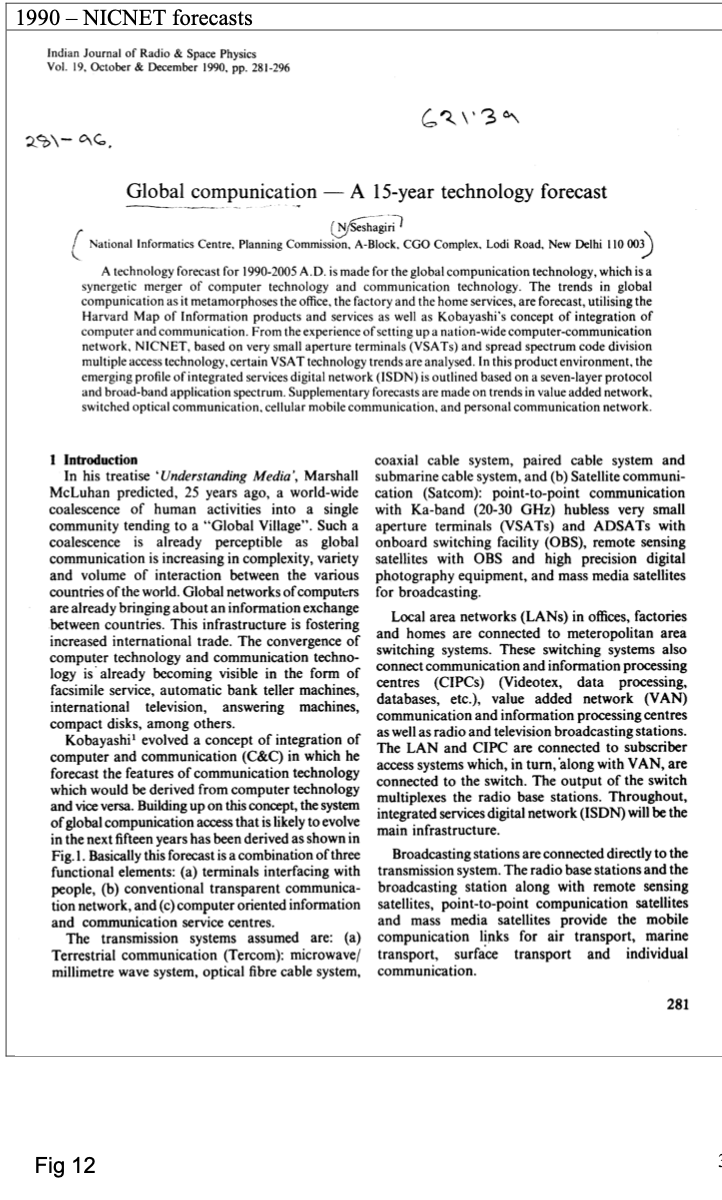 1990 – NICNET forecasts
Indian Journal of Radio & Space Physics
Vol. 19, October & December 1990, pp. 281-296
621.39
281-96.
Global compunication — A 15-year technology forecast
N Seshagiri
National Informatics Centre, Planning Commission, A-Block, CGO Complex, Lodi Road, New Delhi 110 003
A technology forecast for 1990-2005 A.D. is made for the global compunication technology, which is a
synergetic merger of computer technology and communication technology. The trends in global
compunication as it metamorphoses the office, the factory and the home services, are forecast, utilising the
Harvard Map of Information products and services as well as Kobayashi's concept of integration of
computer and communication. From the experience of setting up a nation-wide computer-communication
network, NICNET, based on very small aperture terminals (VSATs) and spread spectrum code division
multiple access technology, certain VSAT technology trends are analysed. In this product environment, the
emerging profile of integrated services digital network (ISDN) is outlined based on a seven-layer protocol
and broad-band application spectrum. Supplementary forecasts are made on trends in value added network,
switched optical communication, cellular mobile communication, and personal communication network.
1 Introduction
In his treatise 'Understanding Media', Marshall
McLuhan predicted, 25 years ago, a world-wide
coalescence of human activities into a single
community tending to a "Global Village". Such a
coalescence is already perceptible as global
communication is increasing in complexity, variety
and volume of interaction between the various
countries of the world. Global networks of computers
are already bringing about an information exchange
between countries. This infrastructure is fostering
increased international trade. The convergence of
computer technology and communication techno-
logy is already becoming visible in the form of
facsimile service, automatic bank teller machines,
international television, answering machines,
compact disks, among others.
Kobayashi¹ evolved a concept of integration of
computer and communication (C&C) in which he
forecast the features of communication technology
which would be derived from computer technology
and vice versa. Building up on this concept, the system
of global compunication access that is likely to evolve
in the next fifteen years has been derived as shown in
Fig.1. Basically this forecast is a combination of three
functional elements: (a) terminals interfacing with
people, (b) conventional transparent communica-
tion network, and (c) computer oriented information
and communication service centres.
The transmission systems assumed are: (a)
Terrestrial communication (Tercom): microwave/
millimetre wave system, optical fibre cable system,
coaxial cable system, paired cable system and
submarine cable system, and (b) Satellite communi-
cation (Satcom): point-to-point communication
with Ka-band (20-30 GHz) hubless very small
aperture terminals (VSATs) and ADSATs with
onboard switching facility (OBS), remote sensing
satellites with OBS and high precision digital
photography equipment, and mass media satellites
for broadcasting.
Local area networks (LANs) in offices, factories
and homes are connected to meteropolitan area
switching systems. These switching systems also
connect communication and information processing
centres (CIPCs) (Videotex, data processing,
databases, etc.), value added network (VAN)
communication and information processing centres
as well as radio and television broadcasting stations.
The LAN and CIPC are connected to subscriber
access systems which, in turn, along with VAN, are
connected to the switch. The output of the switch
multiplexes the radio base stations. Throughout,
integrated services digital network (ISDN) will be the
main infrastructure.
Broadcasting stations are connected directly to the
transmission system. The radio base stations and the
broadcasting station along with remote sensing
satellites, point-to-point compunication satellites
and mass media satellites provide the mobile
compunication links for air transport, marine
transport, surface transport and individual
communication.
281
Fig 12